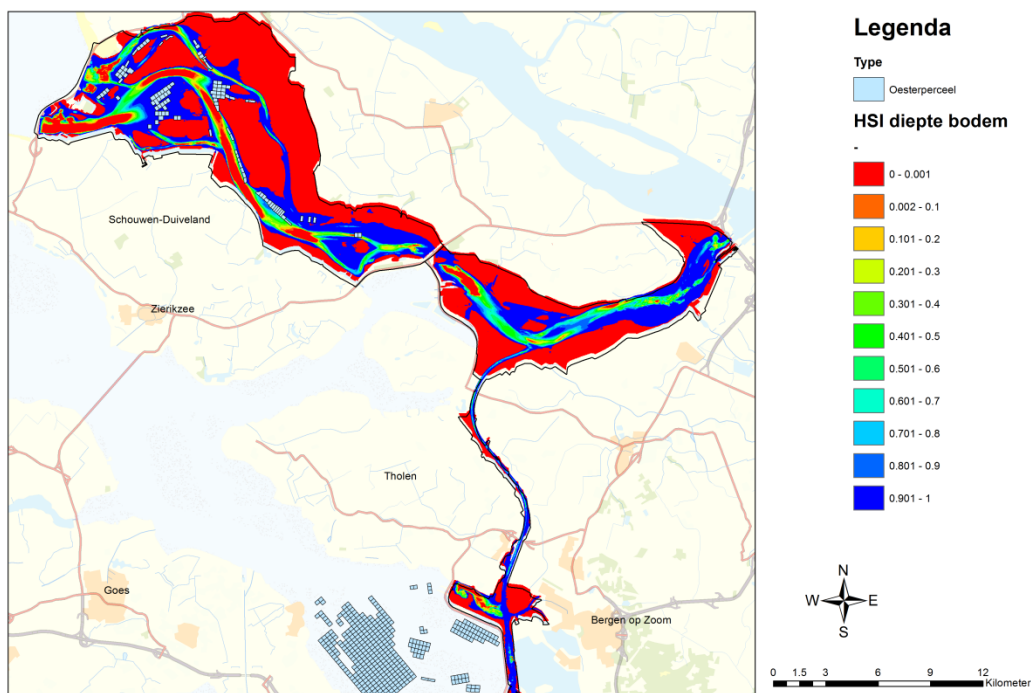 Legenda
Type
Oesterperceel
HSI diepte bodem
-
0 - 0.001
0.002 - 0.1
0.101 - 0.2
0.201 - 0.3
0.301 - 0.4
0.401 - 0.5
0.501 - 0.6
0.601 - 0.7
0.701 - 0.8
0.801 - 0.9
0.901 - 1
Schouwen-Duiveland
Zierikzee
Tholen
Goes
Bergen op Zoom
N
W E
S
0 1.5 3 6 9 12
Kilometer